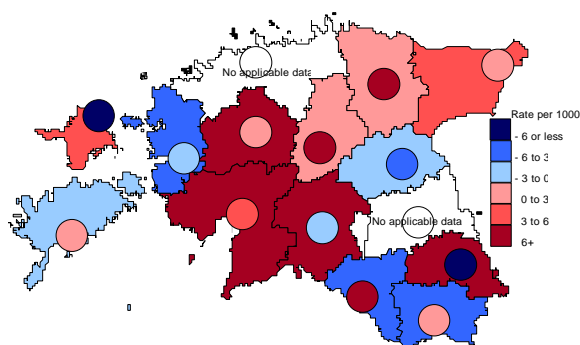 No applicable data
Rate per 1000
- 6 or less
- 6 to 3
- 3 to 0
0 to 3
No applicable data
3 to 6
6+